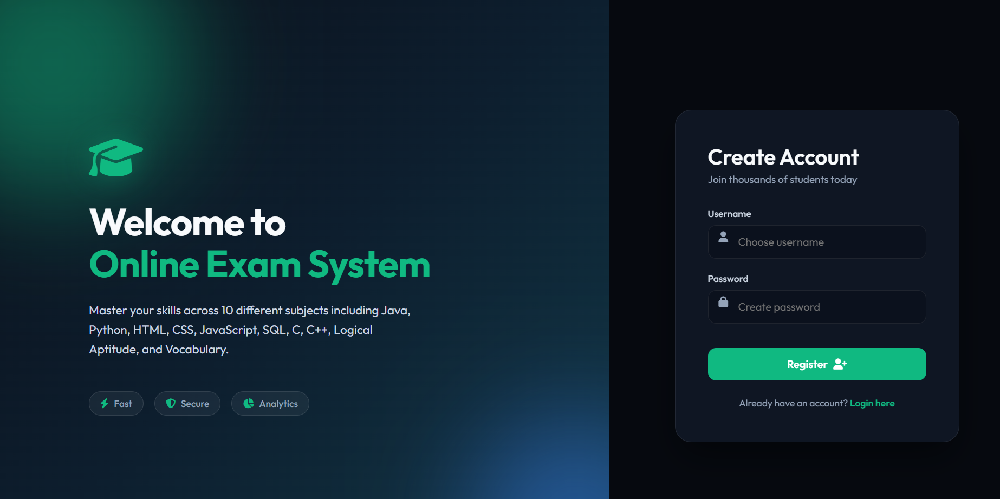 Welcome to
Online Exam System
Master your skills across 10 different subjects including Java,
Python, HTML, CSS, JavaScript, SQL, C, C++, Logical
Aptitude, and Vocabulary.
Fast
Secure
Analytics
Create Account
Join thousands of students today
Username
Choose username
Password
Create password
Register
Already have an account? Login here